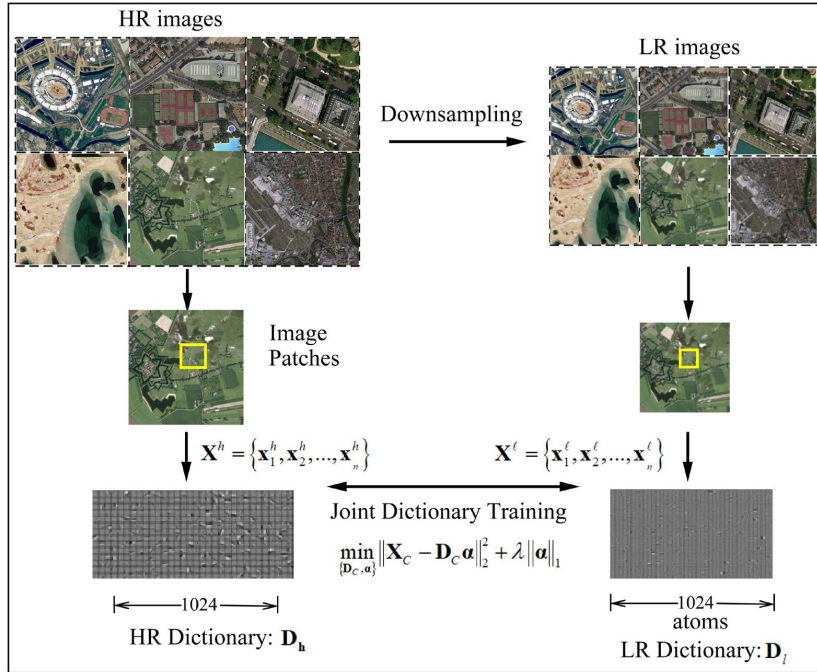 HR images
LR images
Downsampling
Image
Patches
X^h = {x_1^h, x_2^h, ..., x_n^h}
X^ℓ = {x_1^ℓ, x_2^ℓ, ..., x_n^ℓ}
Joint Dictionary Training
min_{D_C, α} ||X_C − D_C α||_2^2 + λ ||α||_1
1024
1024
atoms
HR Dictionary: D_h
LR Dictionary: D_l